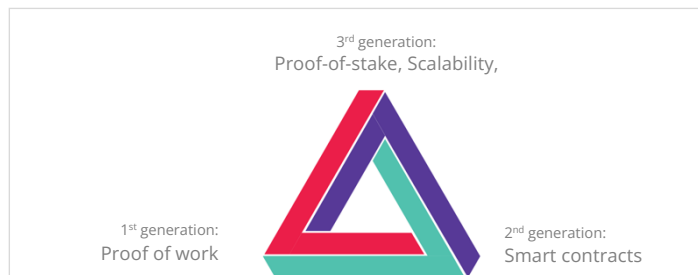 3rd generation:
Proof-of-stake, Scalability,
1st generation:
Proof of work
2nd generation:
Smart contracts